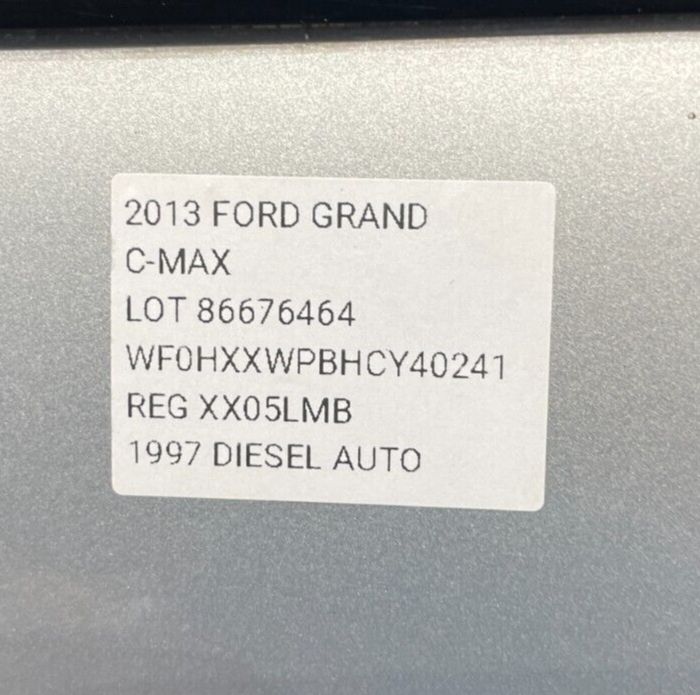 2013 FORD GRAND
C-MAX
LOT 86676464
WF0HXXWPBHCY40241
REG XX05LMB
1997 DIESEL AUTO